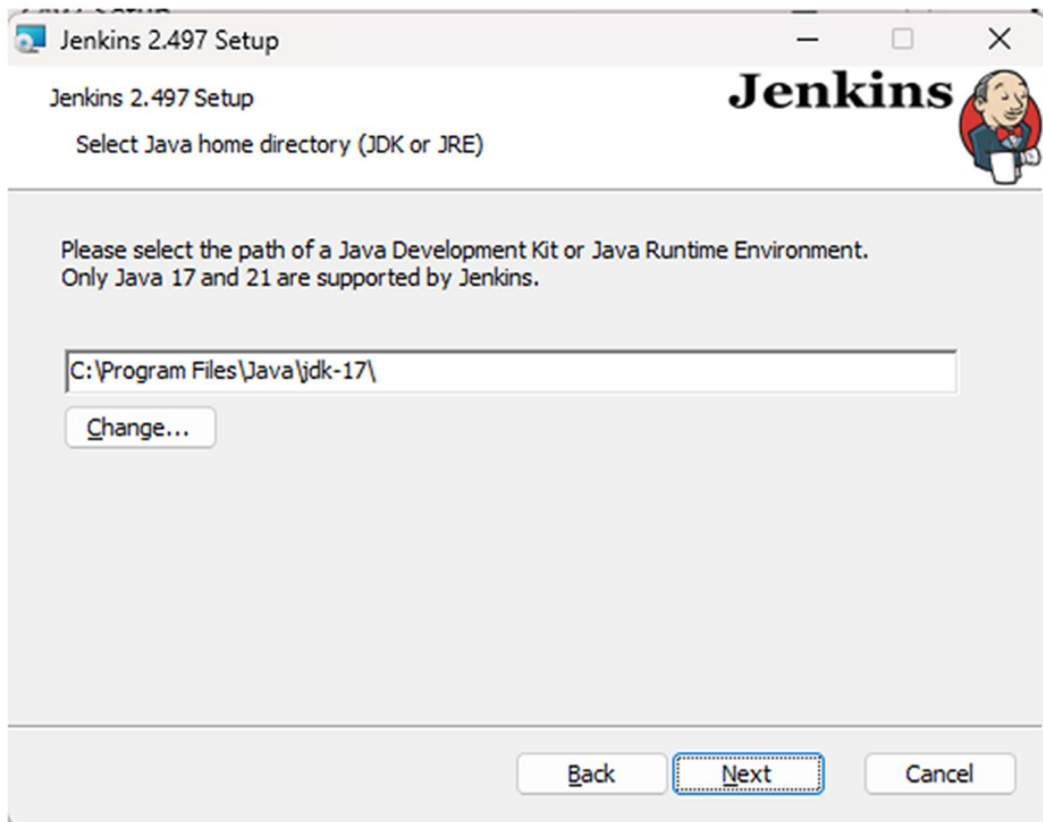 Jenkins 2.497 Setup
Jenkins 2.497 Setup
Jenkins
Select Java home directory (JDK or JRE)
Please select the path of a Java Development Kit or Java Runtime Environment.
Only Java 17 and 21 are supported by Jenkins.
C:\Program Files\Java\jdk-17\
Change...
Back
Next
Cancel